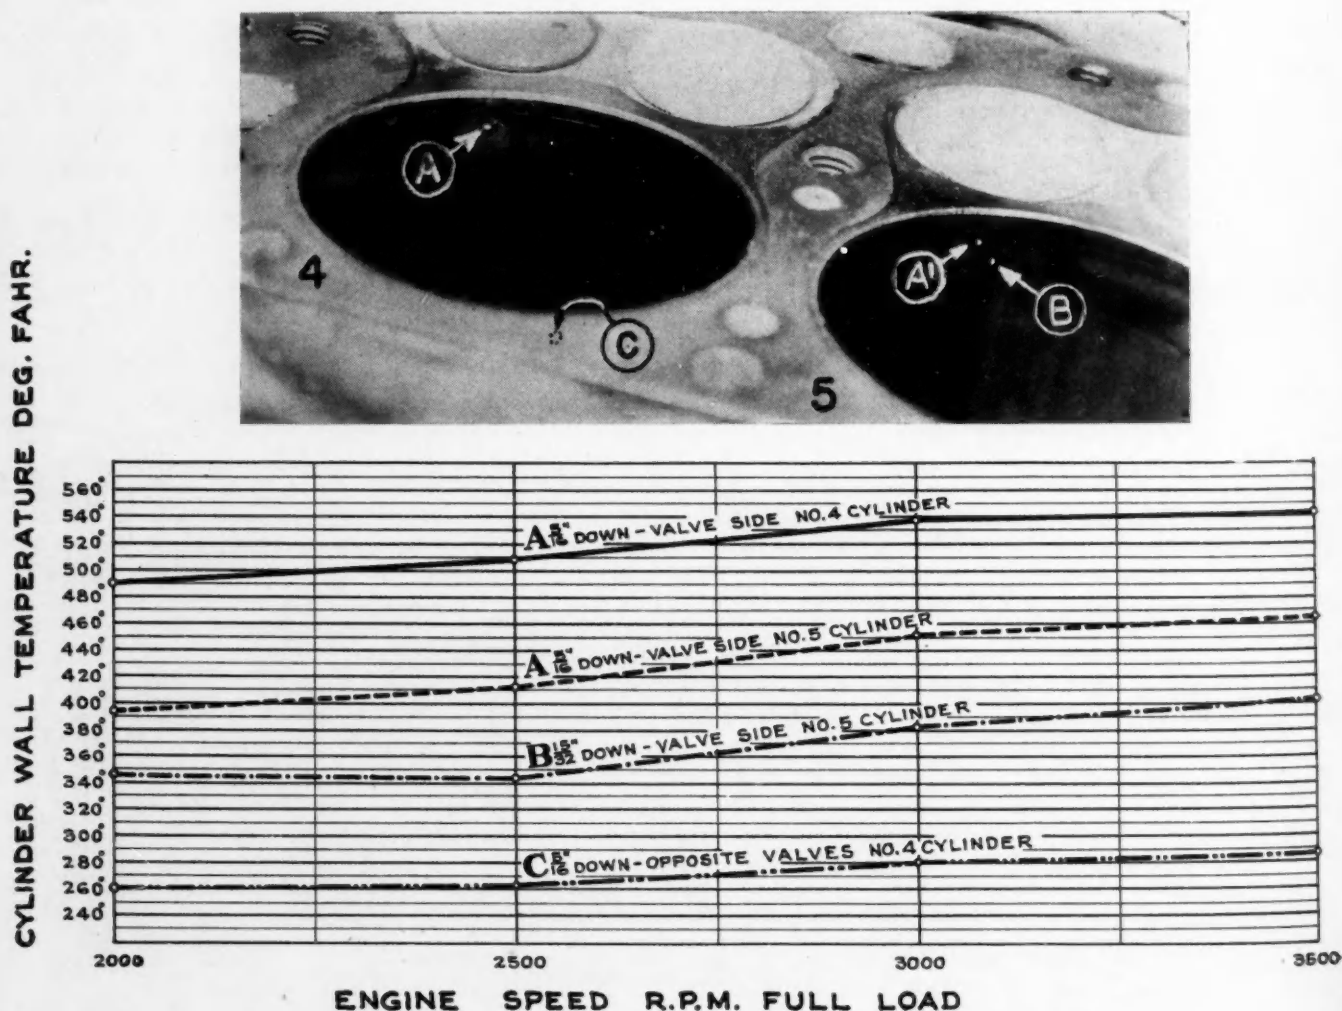 A
4
C
A'
B
5
CYLINDER WALL TEMPERATURE DEG. FAHR.
560°
540°
520°
500°
480°
460°
440°
420°
400°
380°
360°
340°
320°
300°
280°
260°
240°
A 5/16" DOWN-VALVE SIDE NO.4 CYLINDER
A 5/16" DOWN-VALVE SIDE NO.5 CYLINDER
B 15/32" DOWN-VALVE SIDE NO.5 CYLINDER
C 5/16" DOWN-OPPOSITE VALVES NO.4 CYLINDER
2000 2500 3000 3500
ENGINE SPEED R.P.M. FULL LOAD